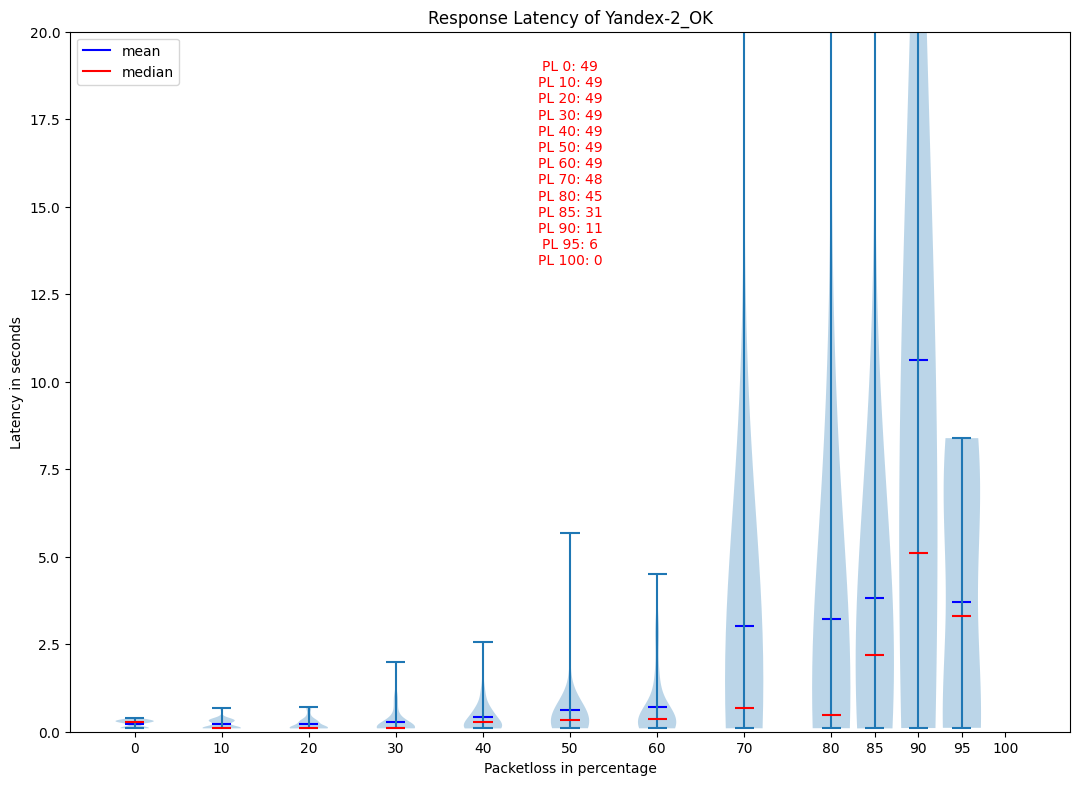 Response Latency of Yandex-2_OK
mean
median
PL 0: 49
PL 10: 49
PL 20: 49
PL 30: 49
PL 40: 49
PL 50: 49
PL 60: 49
PL 70: 48
PL 80: 45
PL 85: 31
PL 90: 11
PL 95: 6
PL 100: 0
20.0
17.5
15.0
12.5
10.0
7.5
5.0
2.5
0.0
Latency in seconds
0 10 20 30 40 50 60 70 80 85 90 95 100
Packetloss in percentage